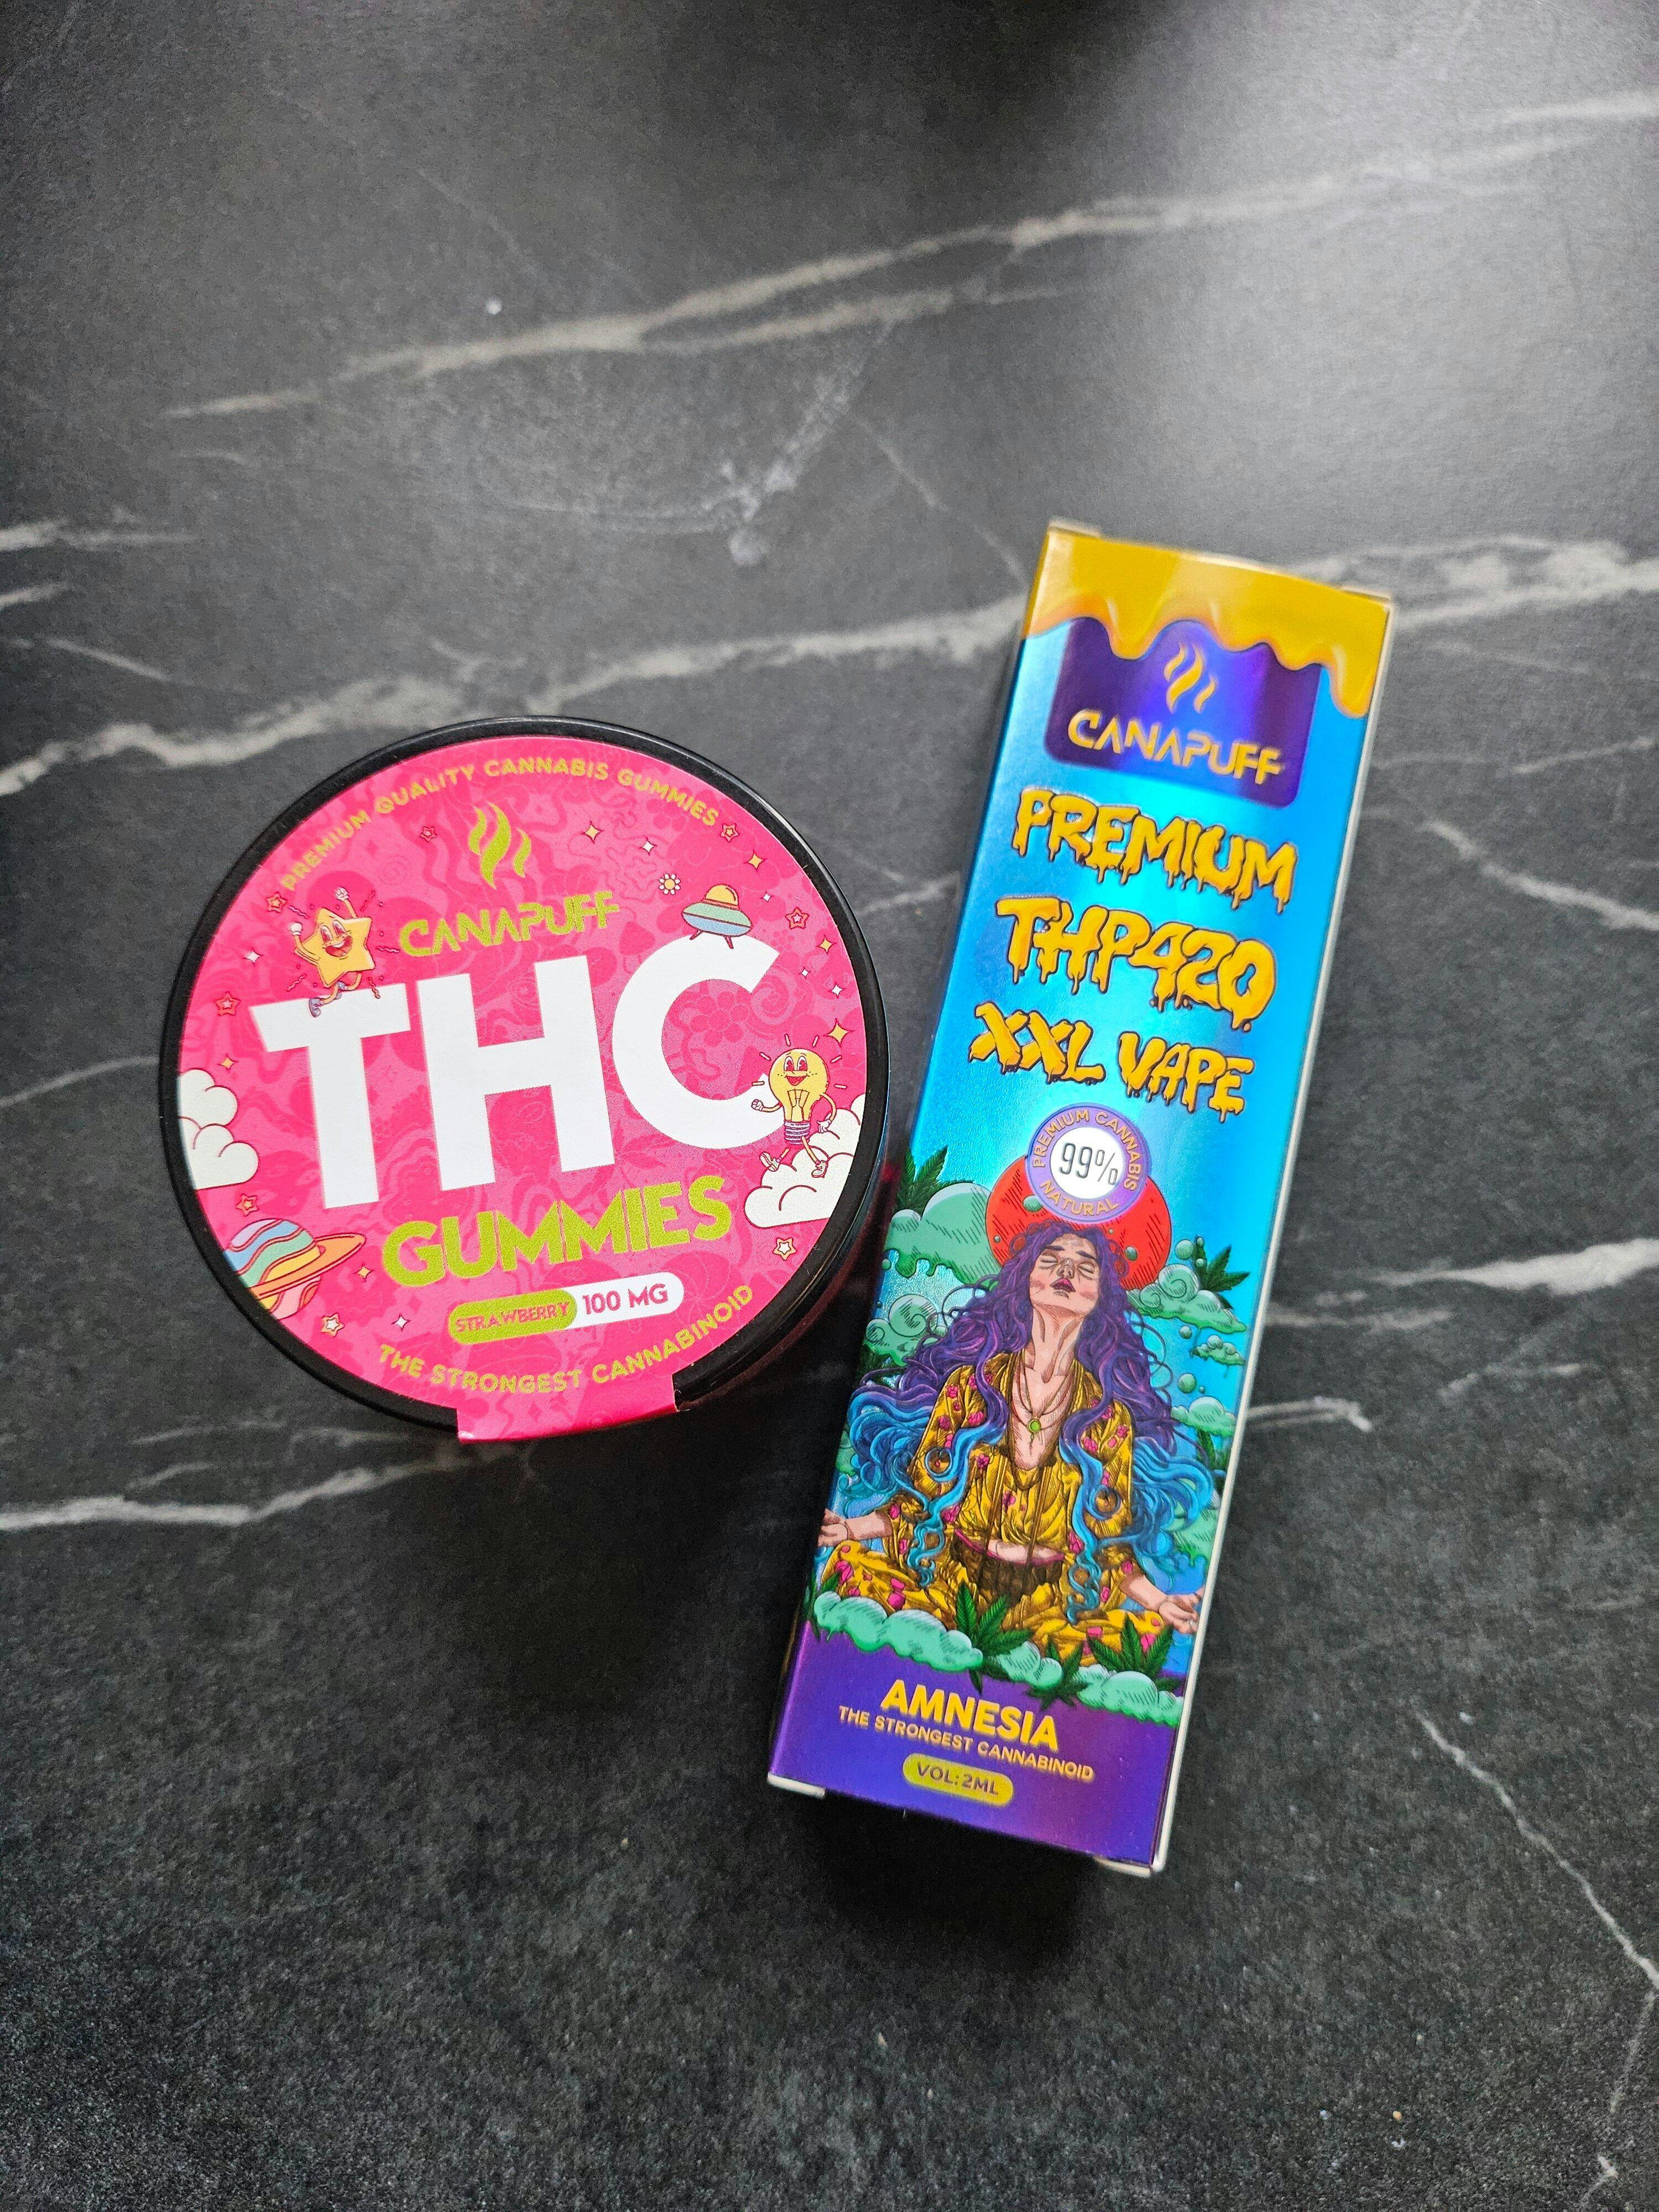 PREMIUM QUALITY CANNABIS GUMMIES
CANAPUFF
THC
GUMMIES
STRAWBERRY 100 MG
THE STRONGEST CANNABINOID
CANAPUFF
PREMIUM
THP420
XXL VAPE
PREMIUM CANNABIS
99%
NATURAL
AMNESIA
THE STRONGEST CANNABINOID
VOL: 2ML